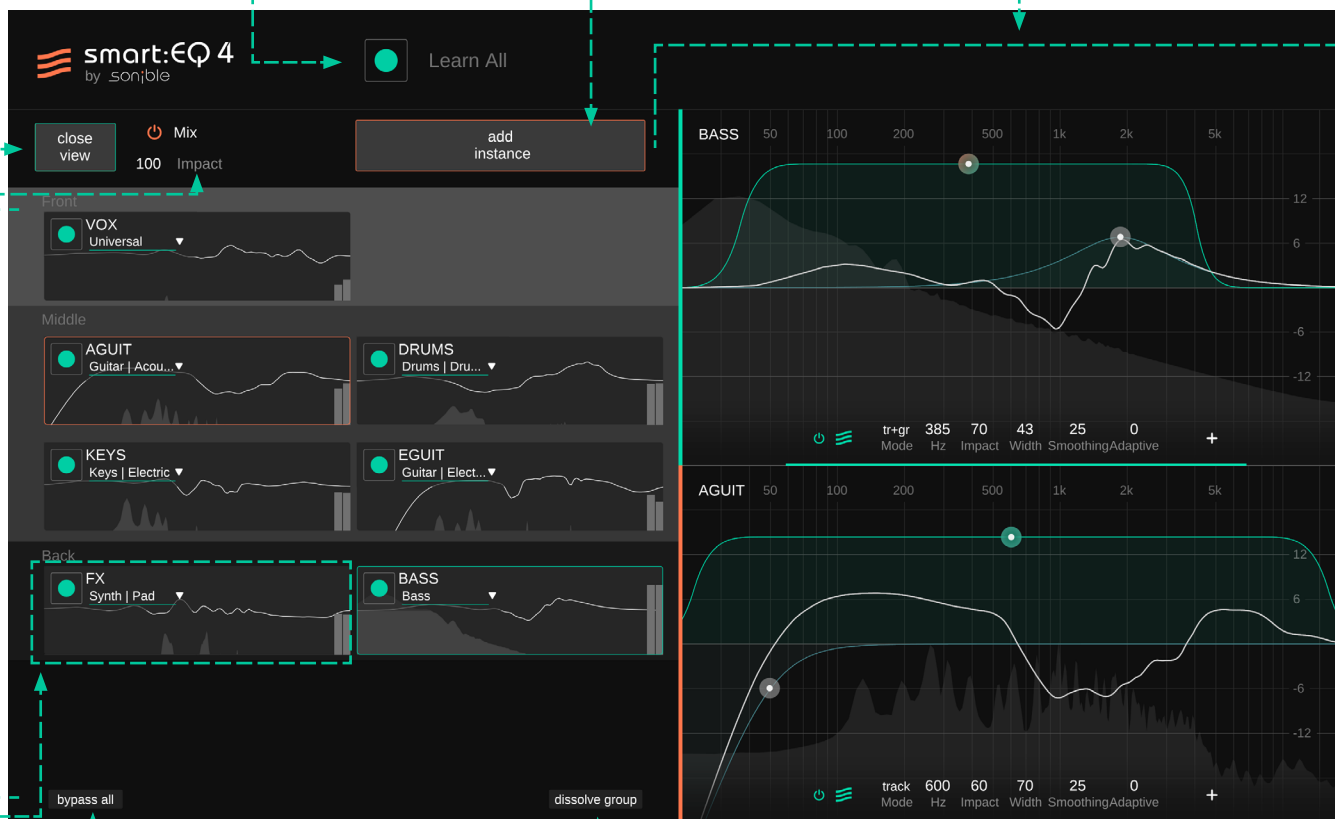 smart:EQ 4
by sonible
Learn All
close
view
Mix
100 Impact
add
instance
Front
VOX
Universal
Middle
AGUIT
Guitar | Acou...
DRUMS
Drums | Dru...
KEYS
Keys | Electric
EGUIT
Guitar | Elect...
Back
FX
Synth | Pad
BASS
Bass
bypass all
dissolve group
BASS 50 100 200 500 1k 2k 5k
12
6
-6
-12
tr+gr 385 70 43 25 0
Mode Hz Impact Width Smoothing Adaptive
+
AGUIT 50 100 200 500 1k 2k 5k
12
6
-6
-12
track 600 60 70 25 0
Mode Hz Impact Width Smoothing Adaptive
+